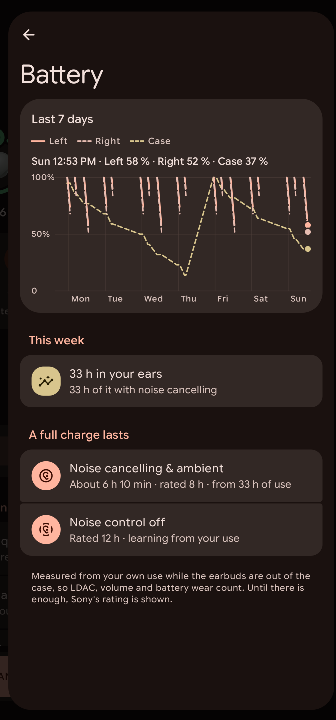 Battery
Last 7 days
Left Right Case
Sun 12:53 PM · Left 58 % · Right 52 % · Case 37 %
100%
50%
0
Mon Tue Wed Thu Fri Sat Sun
This week
33 h in your ears
33 h of it with noise cancelling
A full charge lasts
Noise cancelling & ambient
About 6 h 10 min · rated 8 h · from 33 h of use
Noise control off
Rated 12 h · learning from your use
Measured from your own use while the earbuds are out of the
case, so LDAC, volume and battery wear count. Until there is
enough, Sony's rating is shown.